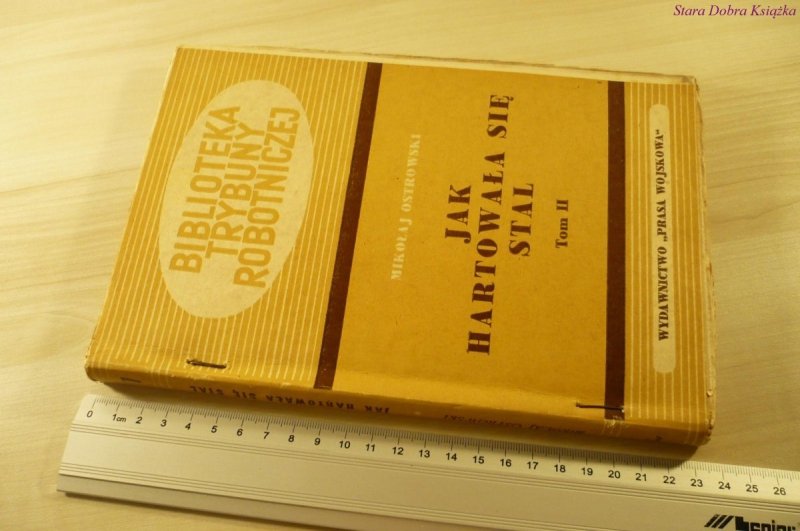 Stara Dobra Książka
BIBLIOTEKA
TRYBUNY
ROBOTNICZEJ
MIKOŁAJ OSTROWSKI
JAK
HARTOWAŁA SIĘ
STAL
Tom II
WYDAWNICTWO „PRASA WOJSKOWA”
JAK HARTOWAŁA SIĘ STAL
MIKOŁAJ OSTROWSKI
0 1cm 2 3 4 5 6 7 8 9 10 11 12 13 14 15 16 17 18 19 20 21 22 23 24 25 26